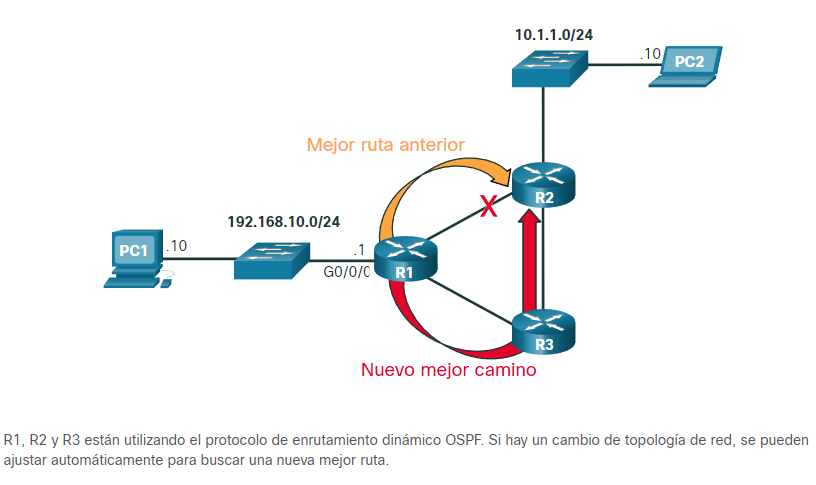 10.1.1.0/24
.10
PC2
Mejor ruta anterior
R2
X
192.168.10.0/24
PC1
.10
.1
G0/0/0
R1
R3
Nuevo mejor camino
R1, R2 y R3 están utilizando el protocolo de enrutamiento dinámico OSPF. Si hay un cambio de topología de red, se pueden
ajustar automáticamente para buscar una nueva mejor ruta.